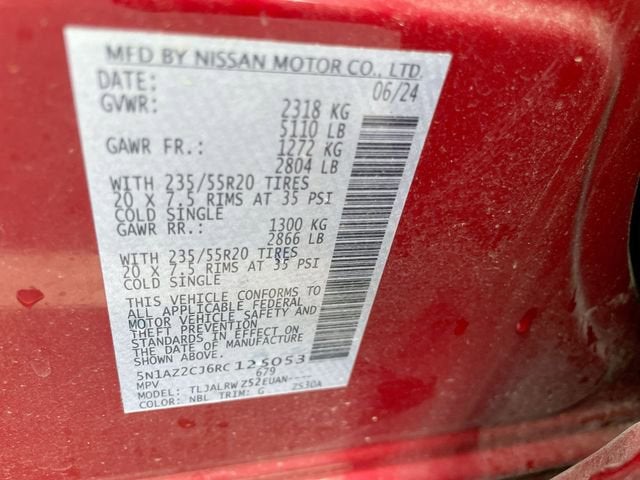 MFD BY NISSAN MOTOR CO., LTD.
DATE: 06/24
GVWR: 2318 KG
5110 LB
GAWR FR.: 1272 KG
2804 LB
WITH 235/55R20 TIRES
20 X 7.5 RIMS AT 35 PSI
COLD SINGLE
GAWR RR.: 1300 KG
2866 LB
WITH 235/55R20 TIRES
20 X 7.5 RIMS AT 35 PSI
COLD SINGLE
THIS VEHICLE CONFORMS TO
ALL APPLICABLE FEDERAL
MOTOR VEHICLE SAFETY AND
THEFT PREVENTION
STANDARDS IN EFFECT ON
THE DATE OF MANUFACTURE
SHOWN ABOVE.
5N1AZ2CJ6RC125053
MPV 679
MODEL: TLJALRW Z52EUAN----
COLOR: NBL TRIM: G Z530A